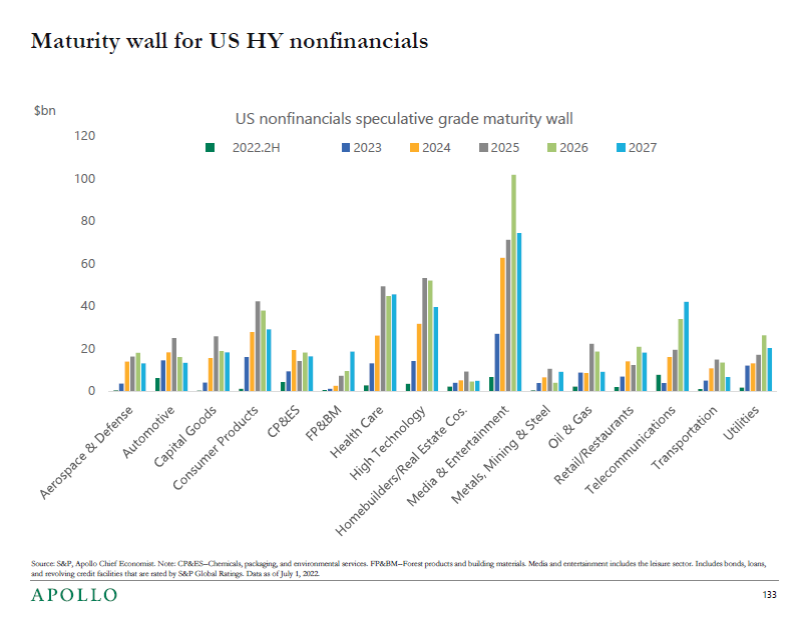 Maturity wall for US HY nonfinancials
$bn
US nonfinancials speculative grade maturity wall
2022.2H 2023 2024 2025 2026 2027
120
100
80
60
40
20
0
Aerospace & Defense
Automotive
Capital Goods
Consumer Products
CP&ES
FP&BM
Health Care
High Technology
Homebuilders/Real Estate Cos.
Media & Entertainment
Metals, Mining & Steel
Oil & Gas
Retail/Restaurants
Telecommunications
Transportation
Utilities
Source: S&P, Apollo Chief Economist. Note: CP&ES—Chemicals, packaging, and environmental services. FP&BM—Forest products and building materials. Media and entertainment includes the leisure sector. Includes bonds, loans,
and revolving credit facilities that are rated by S&P Global Ratings. Data as of July 1, 2022.
APOLLO
133